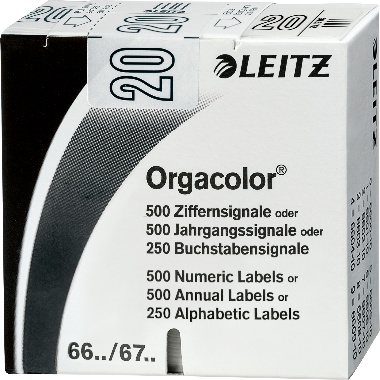 20
20
LEITZ
Orgacolor®
500 Ziffernsignale oder
500 Jahrgangssignale oder
250 Buchstabensignale
500 Numeric Labels or
500 Annual Labels or
250 Alphabetic Labels
66../67..